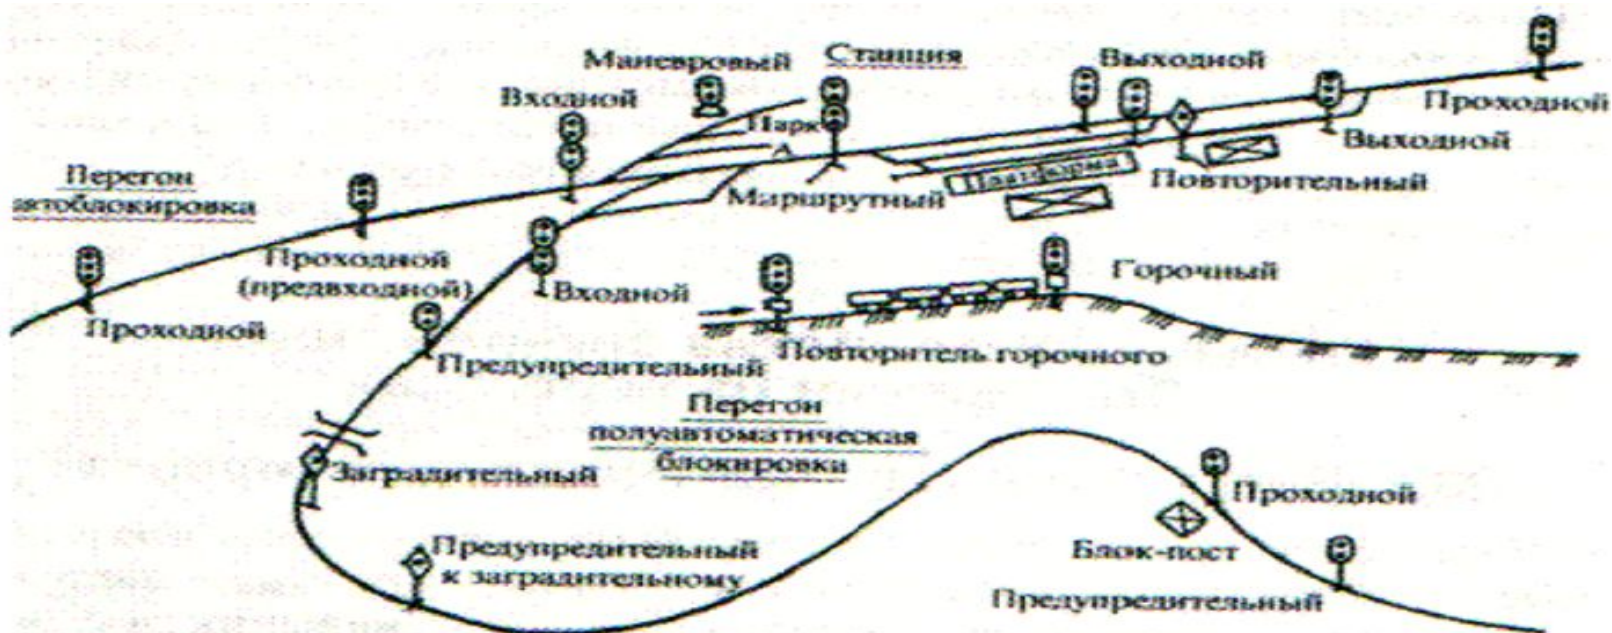 Маневровый
Станция
Выходной
Входной
Проходной
Парк
А
Выходной
Перегон
автоблокировка
Платформа
Повторительный
Маршрутный
Проходной
(предвходной)
Входной
Горочный
Проходной
Предупредительный
Повторитель горочного
Перегон
полуавтоматическая
блокировка
Заградительный
Проходной
Предупредительный
к заградительному
Блок-пост
Предупредительный